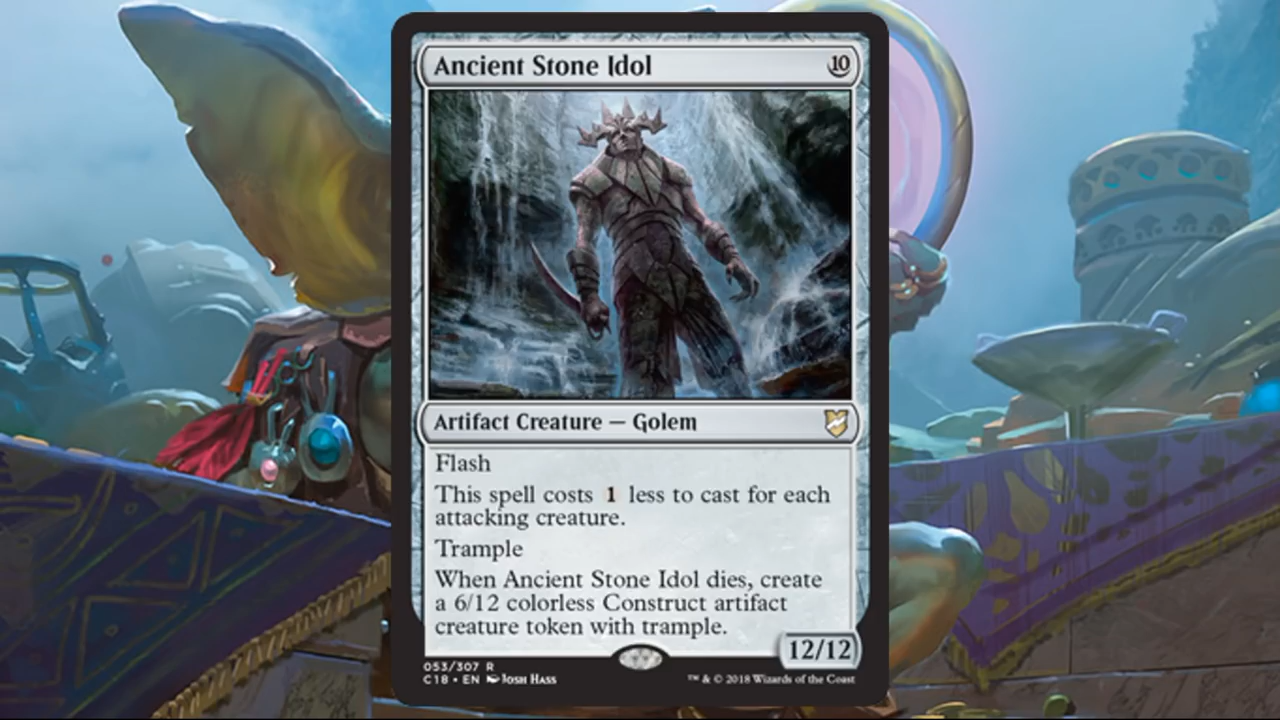 Ancient Stone Idol 10
Artifact Creature — Golem
Flash
This spell costs 1 less to cast for each
attacking creature.
Trample
When Ancient Stone Idol dies, create
a 6/12 colorless Construct artifact
creature token with trample.
12/12
053/307 R
C18 • EN Josh Hass
™ & © 2018 Wizards of the Coast